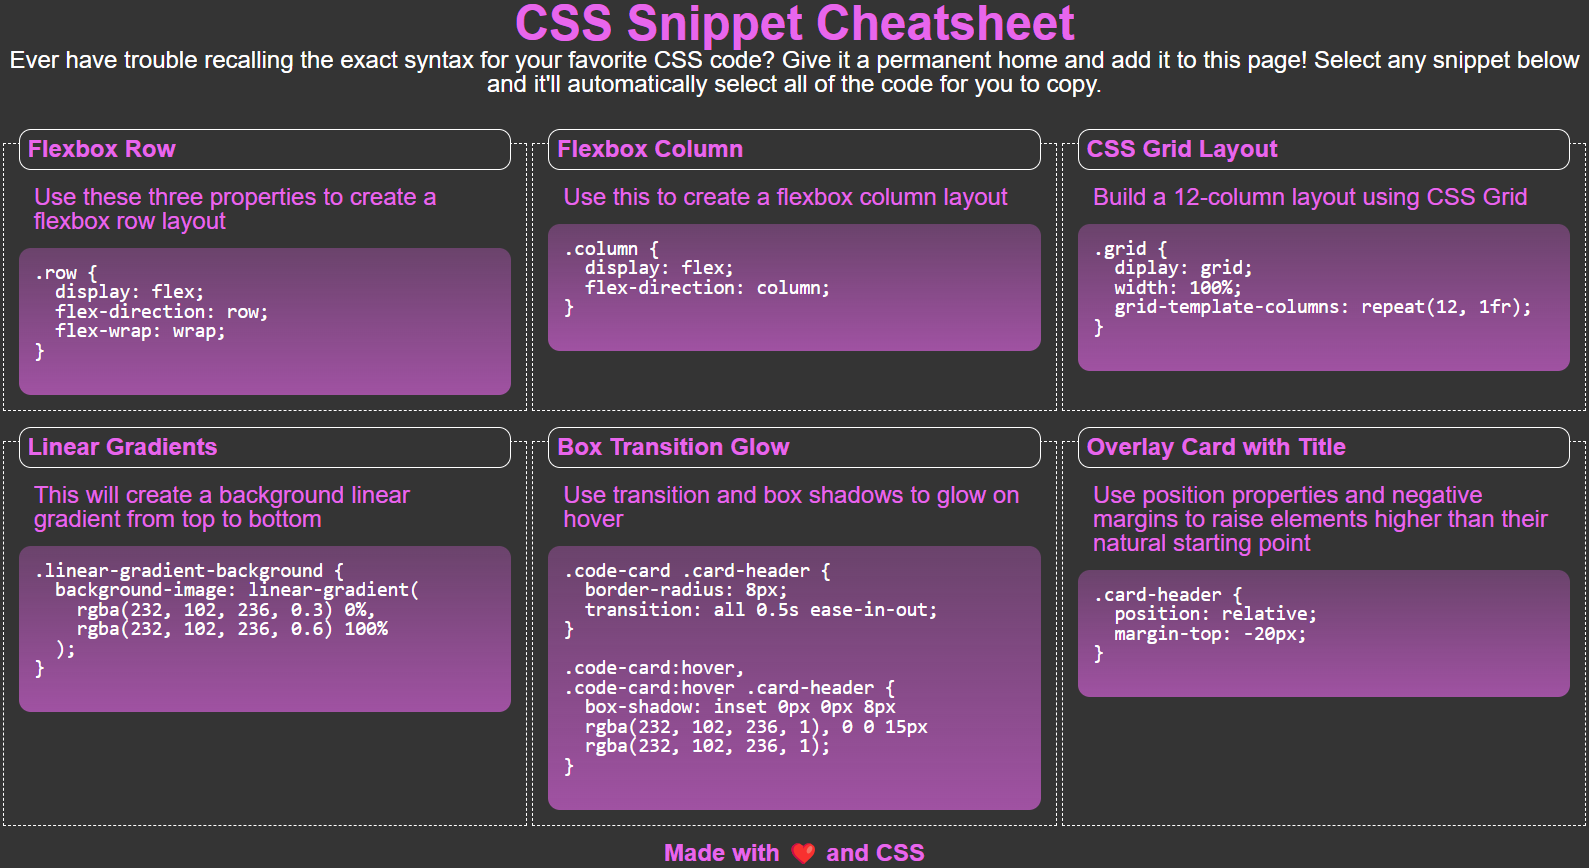 CSS Snippet Cheatsheet
Ever have trouble recalling the exact syntax for your favorite CSS code? Give it a permanent home and add it to this page! Select any snippet below
and it'll automatically select all of the code for you to copy.
Flexbox Row
Use these three properties to create a
flexbox row layout
.row {
  display: flex;
  flex-direction: row;
  flex-wrap: wrap;
}
Flexbox Column
Use this to create a flexbox column layout
.column {
  display: flex;
  flex-direction: column;
}
CSS Grid Layout
Build a 12-column layout using CSS Grid
.grid {
  diplay: grid;
  width: 100%;
  grid-template-columns: repeat(12, 1fr);
}
Linear Gradients
This will create a background linear
gradient from top to bottom
.linear-gradient-background {
  background-image: linear-gradient(
    rgba(232, 102, 236, 0.3) 0%,
    rgba(232, 102, 236, 0.6) 100%
  );
}
Box Transition Glow
Use transition and box shadows to glow on
hover
.code-card .card-header {
  border-radius: 8px;
  transition: all 0.5s ease-in-out;
}
.code-card:hover,
.code-card:hover .card-header {
  box-shadow: inset 0px 0px 8px
  rgba(232, 102, 236, 1), 0 0 15px
  rgba(232, 102, 236, 1);
}
Overlay Card with Title
Use position properties and negative
margins to raise elements higher than their
natural starting point
.card-header {
  position: relative;
  margin-top: -20px;
}
Made with ❤️ and CSS